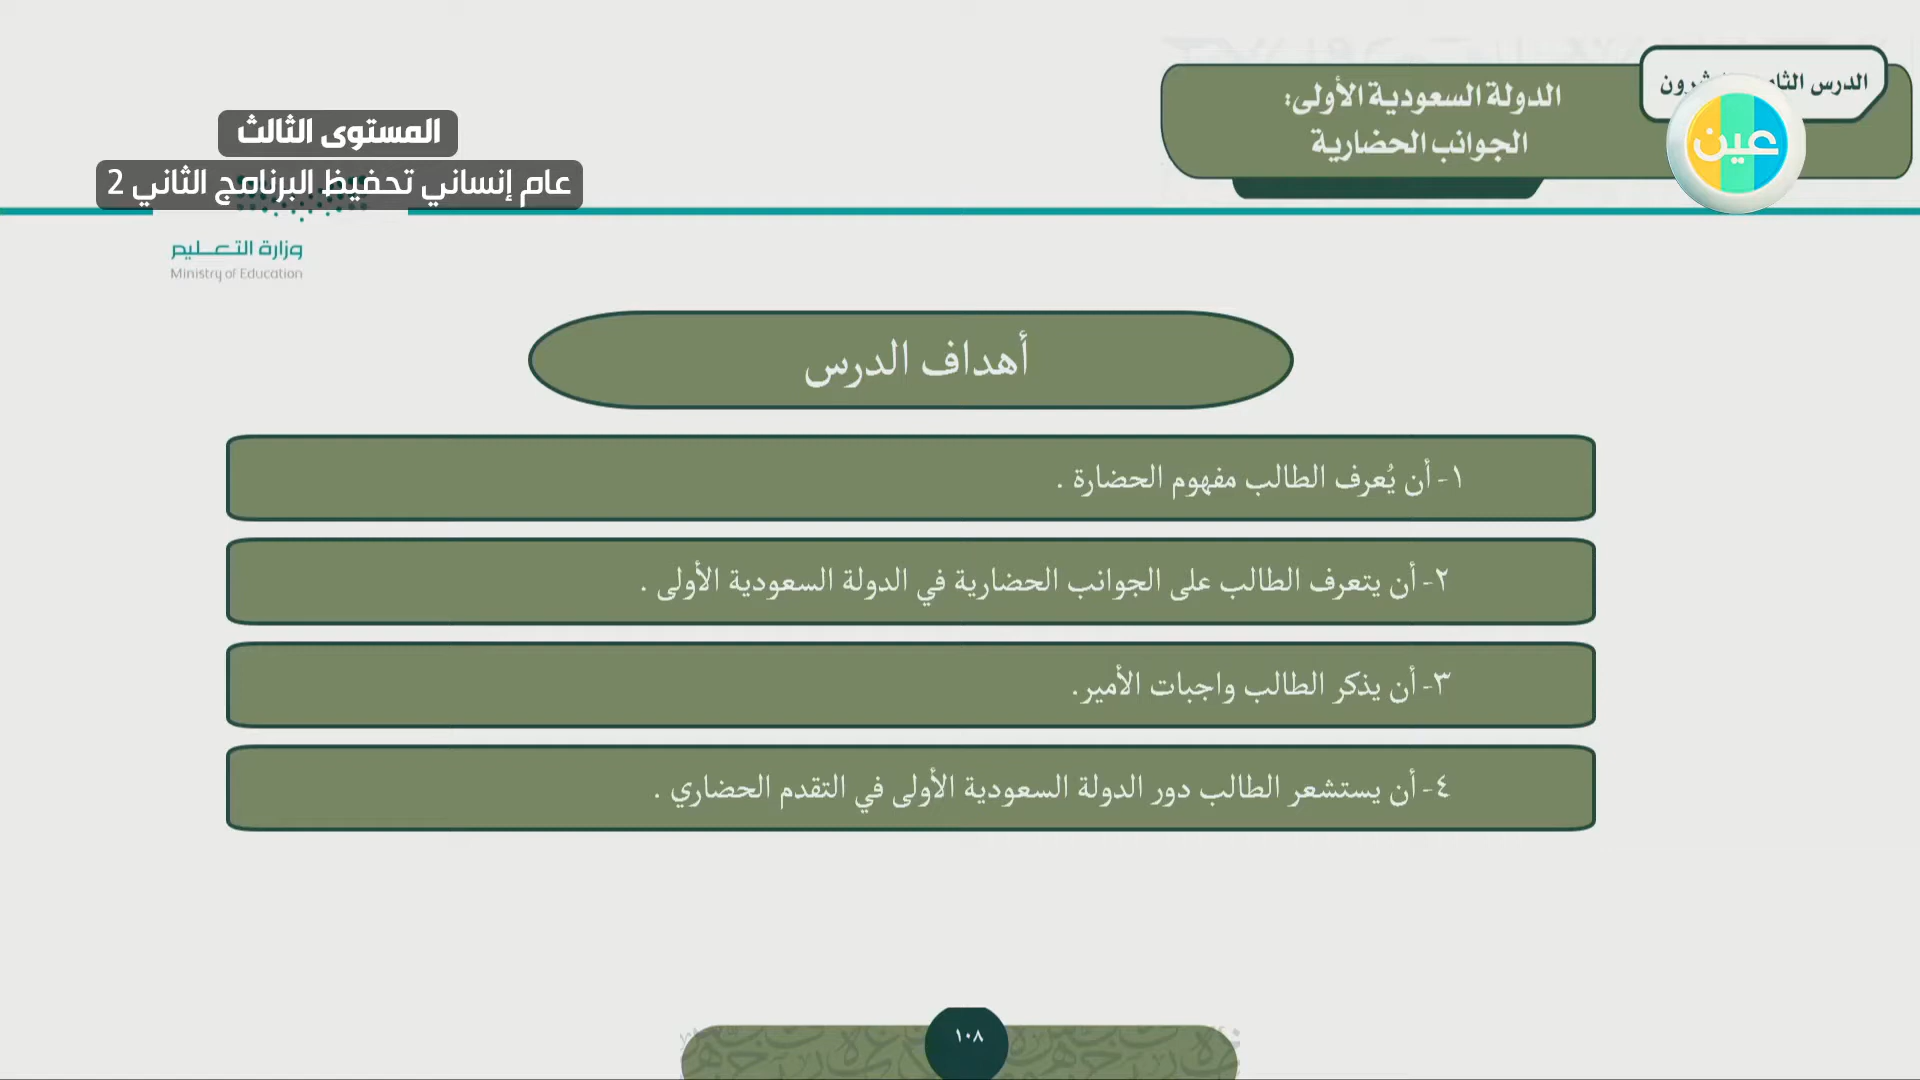 الدرس
الدولة السعودية الأولى:
الجوانب الحضارية
عين
المستوى الثالث
عام إنساني تحفيظ البرنامج الثاني 2
وزارة التعليم
Ministry of Education
أهداف الدرس
١- أن يُعرف الطالب مفهوم الحضارة .
٢- أن يتعرف الطالب على الجوانب الحضارية في الدولة السعودية الأولى .
٣- أن يذكر الطالب واجبات الأمير.
٤- أن يستشعر الطالب دور الدولة السعودية الأولى في التقدم الحضاري .
١٠٨